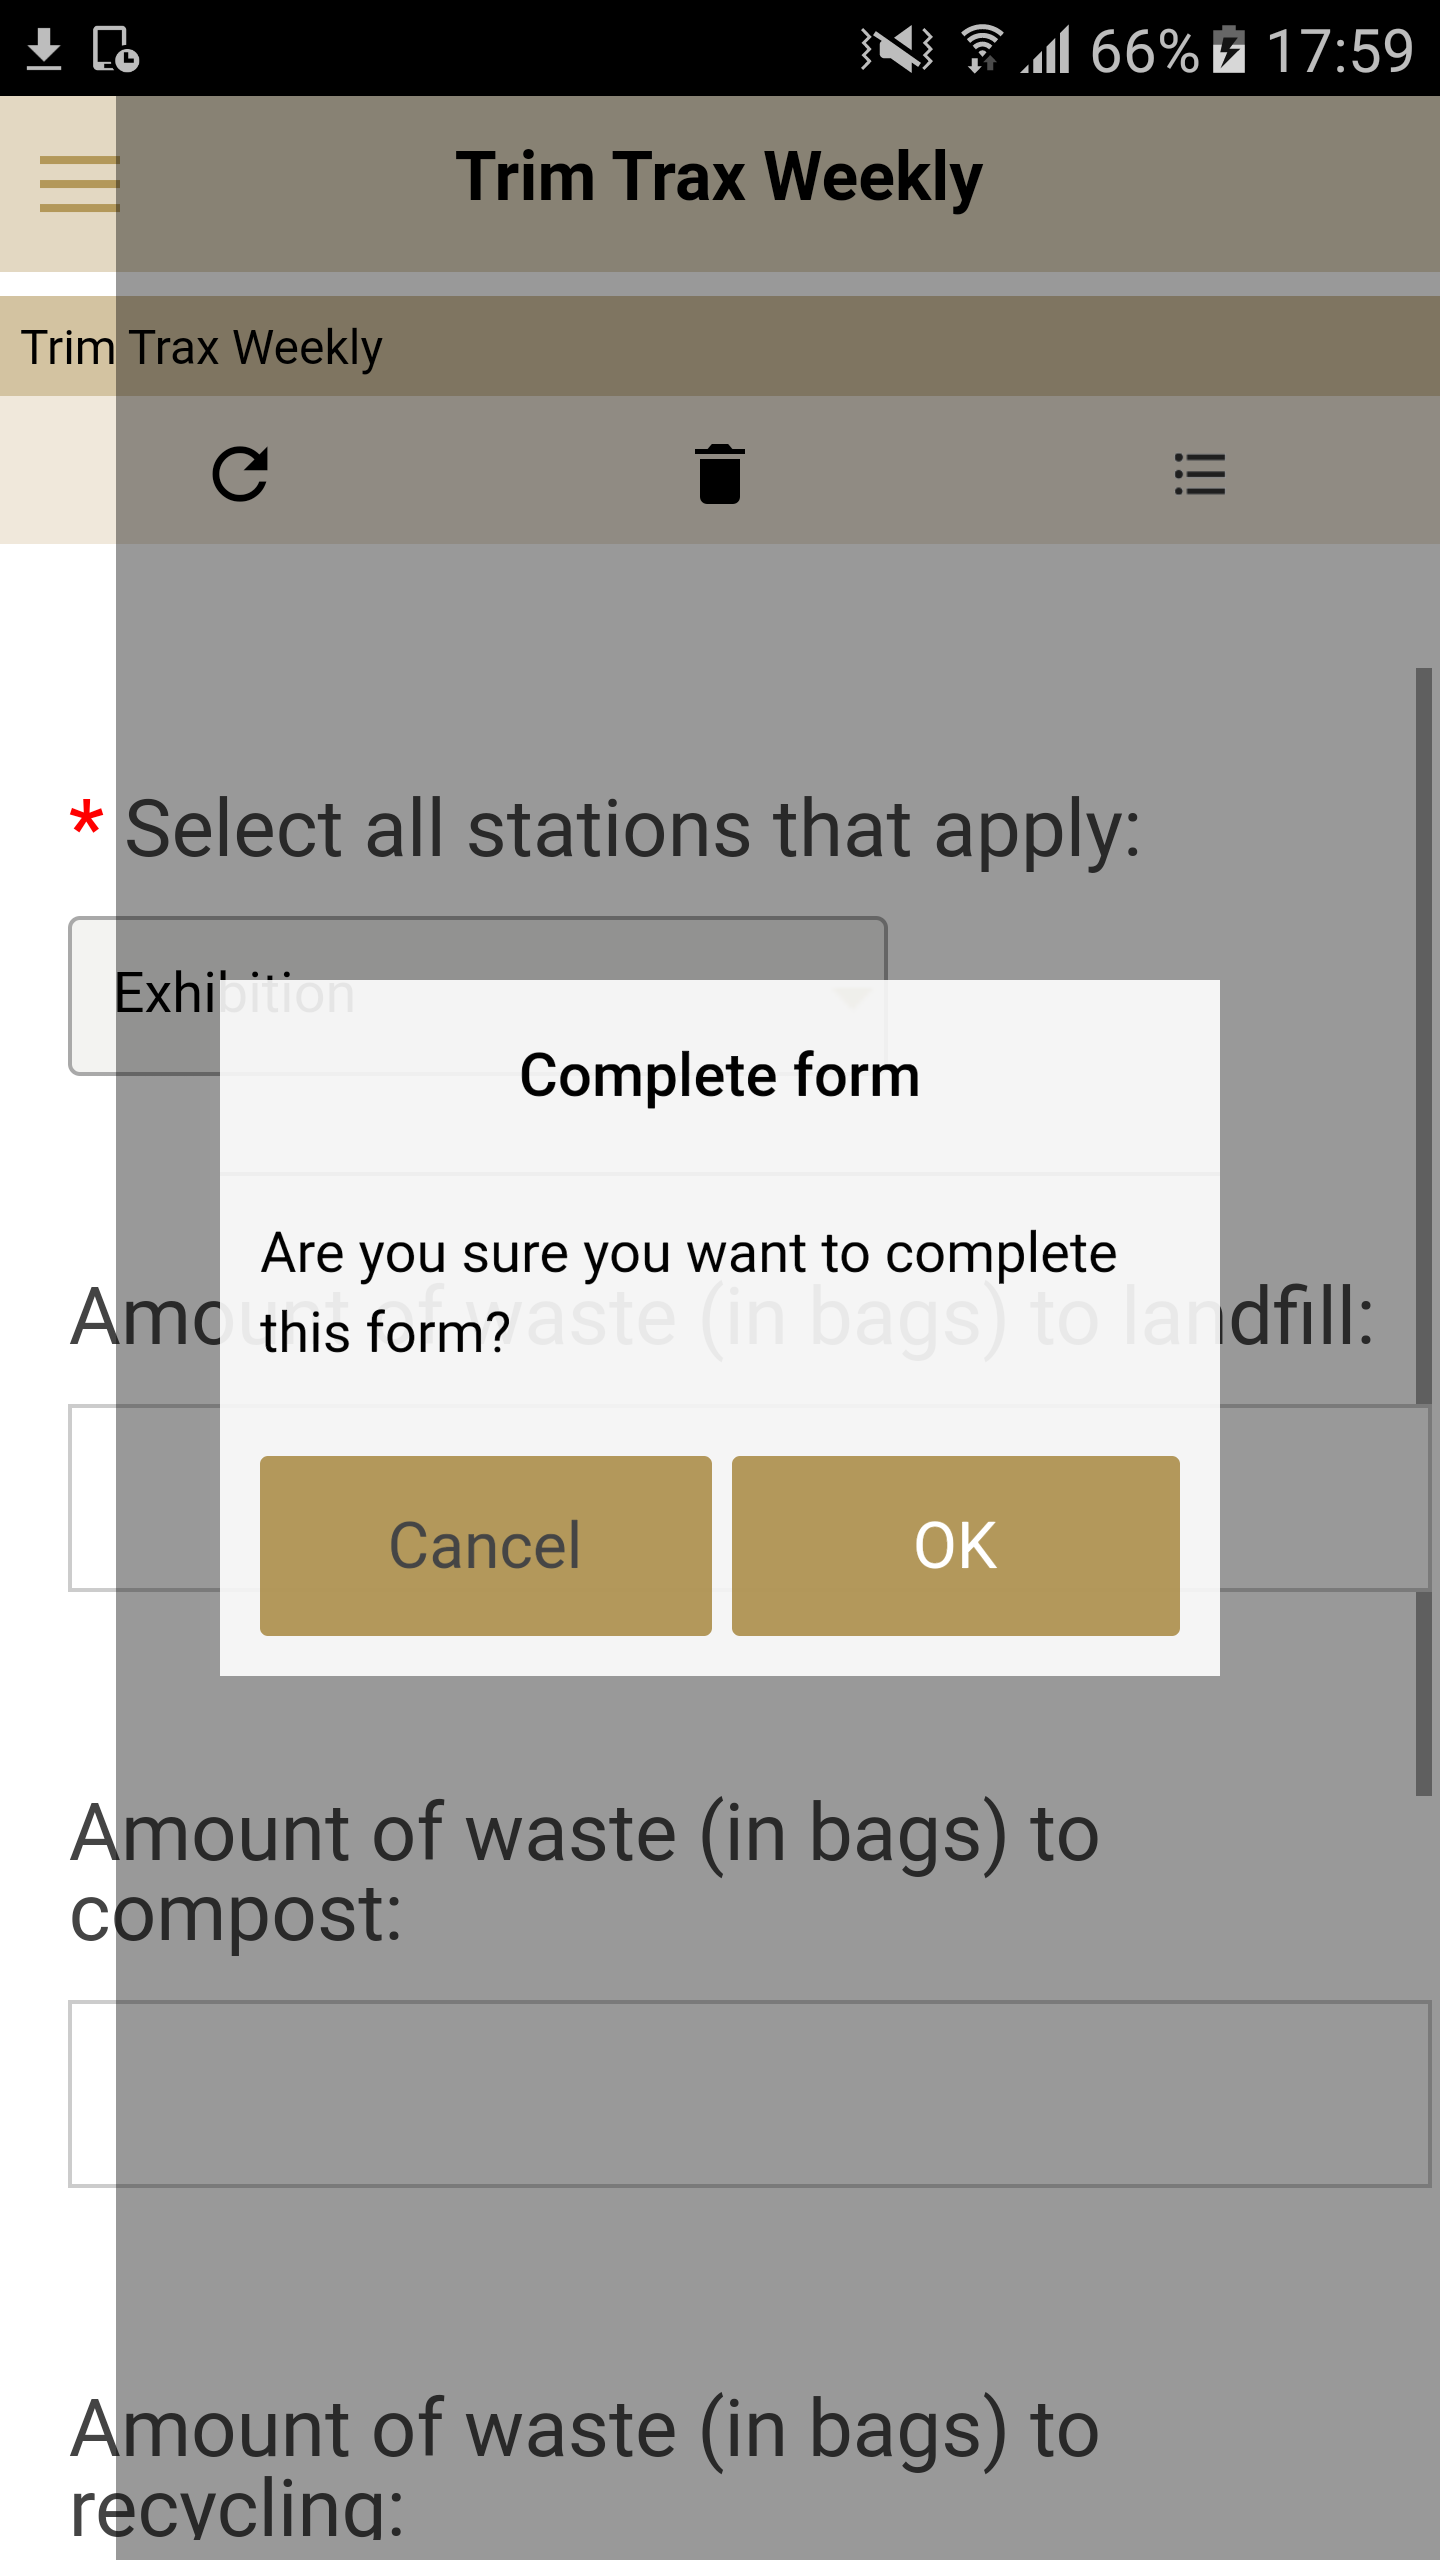 66% 17:59
Trim Trax Weekly
Trim Trax Weekly
* Select all stations that apply:
Exhibition
Complete form
Are you sure you want to complete
this form?
Amount of waste (in bags) to landfill:
Cancel OK
Amount of waste (in bags) to
compost:
Amount of waste (in bags) to
recycling: